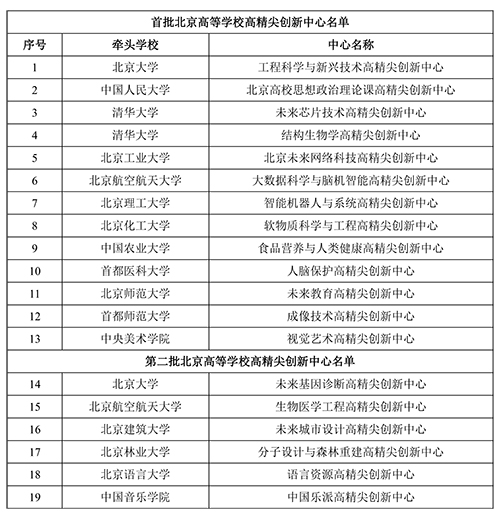 首批北京高等学校高精尖创新中心名单
序号 牵头学校 中心名称
1 北京大学 工程科学与新兴技术高精尖创新中心
2 中国人民大学 北京高校思想政治理论课高精尖创新中心
3 清华大学 未来芯片技术高精尖创新中心
4 清华大学 结构生物学高精尖创新中心
5 北京工业大学 北京未来网络科技高精尖创新中心
6 北京航空航天大学 大数据科学与脑机智能高精尖创新中心
7 北京理工大学 智能机器人与系统高精尖创新中心
8 北京化工大学 软物质科学与工程高精尖创新中心
9 中国农业大学 食品营养与人类健康高精尖创新中心
10 首都医科大学 人脑保护高精尖创新中心
11 北京师范大学 未来教育高精尖创新中心
12 首都师范大学 成像技术高精尖创新中心
13 中央美术学院 视觉艺术高精尖创新中心
第二批北京高等学校高精尖创新中心名单
14 北京大学 未来基因诊断高精尖创新中心
15 北京航空航天大学 生物医学工程高精尖创新中心
16 北京建筑大学 未来城市设计高精尖创新中心
17 北京林业大学 分子设计与森林重建高精尖创新中心
18 北京语言大学 语言资源高精尖创新中心
19 中国音乐学院 中国乐派高精尖创新中心